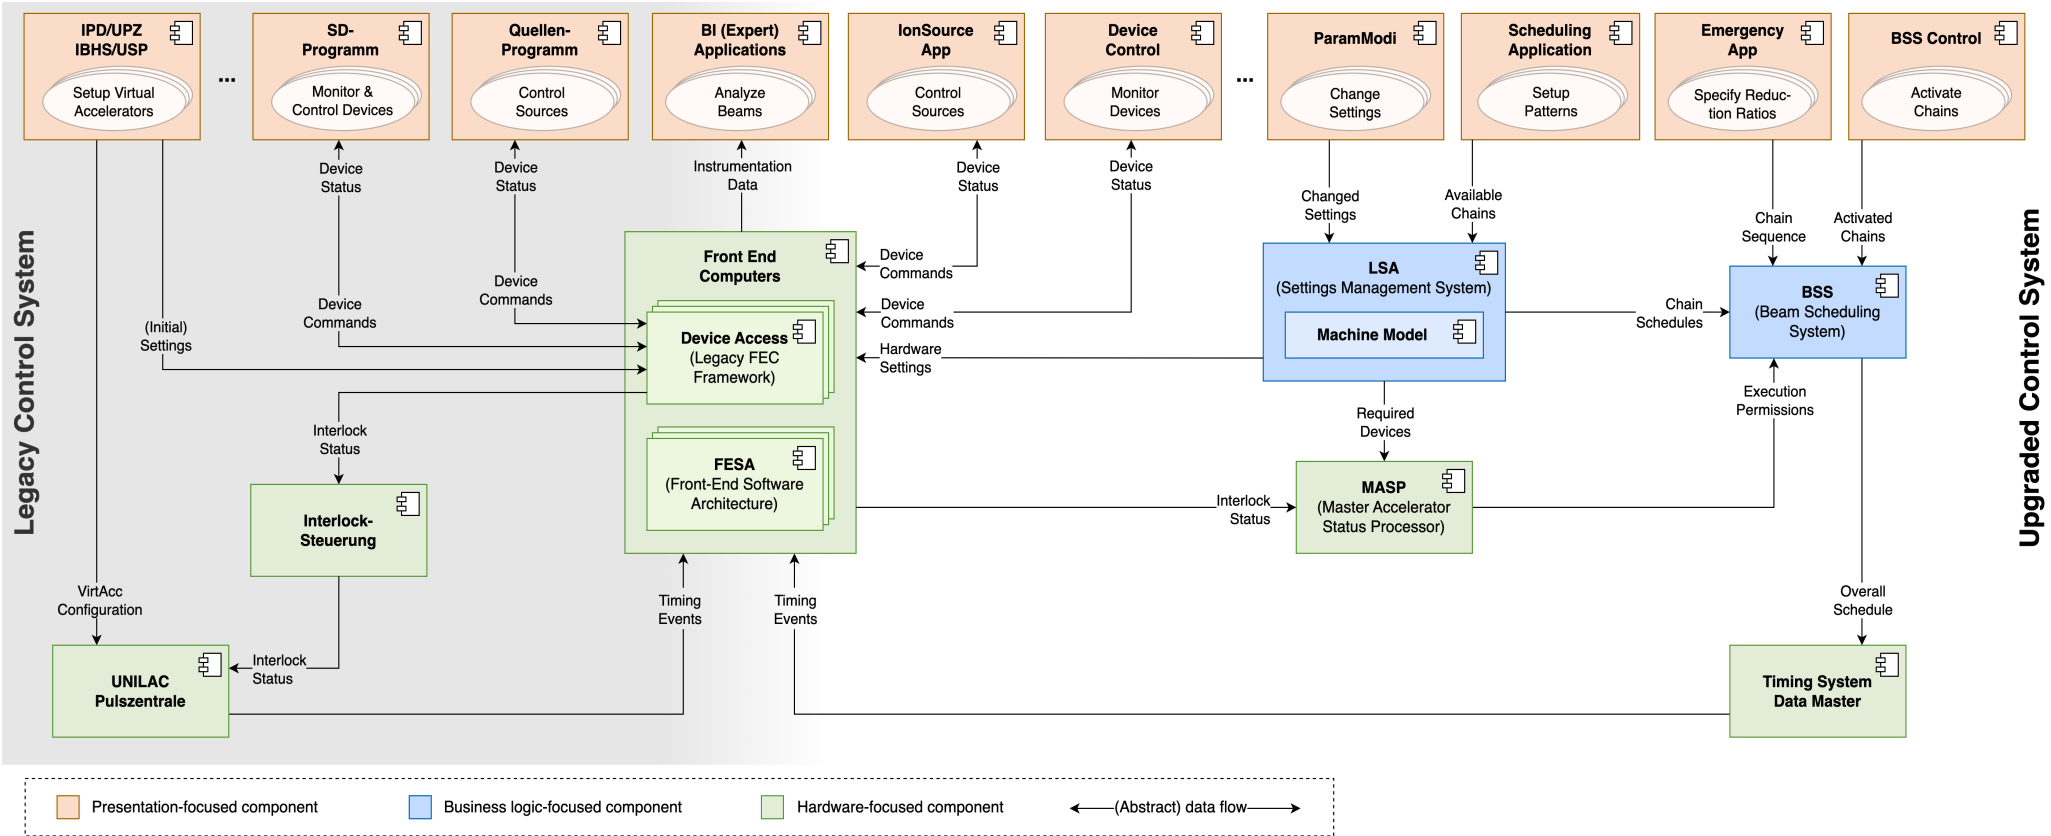 IPD/UPZ
IBHS/USP
Setup Virtual
Accelerators
...
SD-
Programm
Monitor &
Control Devices
Quellen-
Programm
Control
Sources
BI (Expert)
Applications
Analyze
Beams
IonSource
App
Control
Sources
Device
Control
Monitor
Devices
...
ParamModi
Change
Settings
Scheduling
Application
Setup
Patterns
Emergency
App
Specify Reduc-
tion Ratios
BSS Control
Activate
Chains
Device
Status
Device
Status
Instrumentation
Data
Device
Status
Device
Status
Changed
Settings
Available
Chains
Chain
Sequence
Activated
Chains
Legacy Control System
Upgraded Control System
(Initial)
Settings
Device
Commands
Device
Commands
Front End
Computers
Device Access
(Legacy FEC
Framework)
FESA
(Front-End Software
Architecture)
Device
Commands
Device
Commands
Hardware
Settings
LSA
(Settings Management System)
Machine Model
Chain
Schedules
BSS
(Beam Scheduling
System)
Execution
Permissions
Required
Devices
Interlock
Status
Interlock-
Steuerung
Interlock
Status
MASP
(Master Accelerator
Status Processor)
VirtAcc
Configuration
Timing
Events
Timing
Events
Overall
Schedule
Interlock
Status
UNILAC
Pulszentrale
Timing System
Data Master
Presentation-focused component
Business logic-focused component
Hardware-focused component
(Abstract) data flow